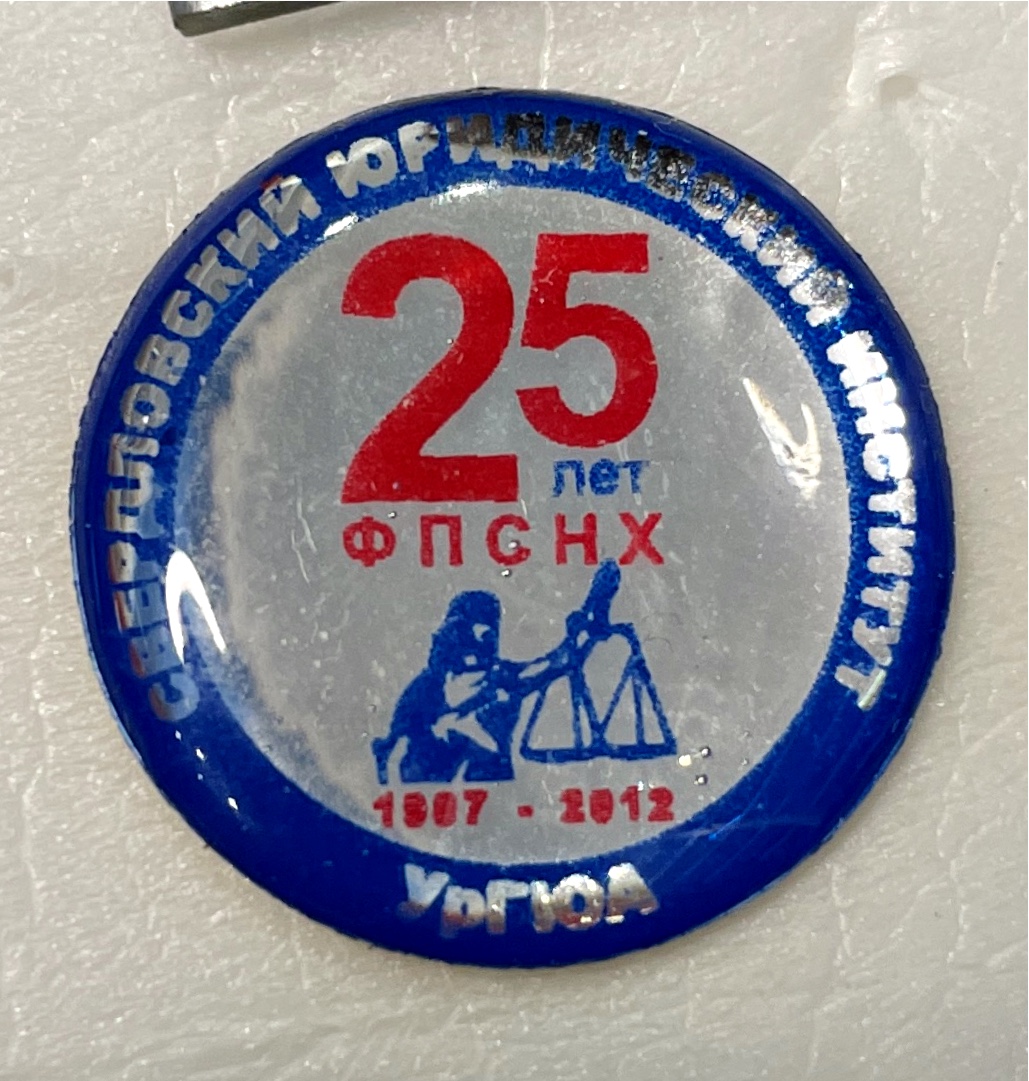 СВЕРДЛОВСКИЙ ЮРИДИЧЕСКИЙ ИНСТИТУТ
25
лет
ФПСНХ
1987 - 2012
УрГЮА